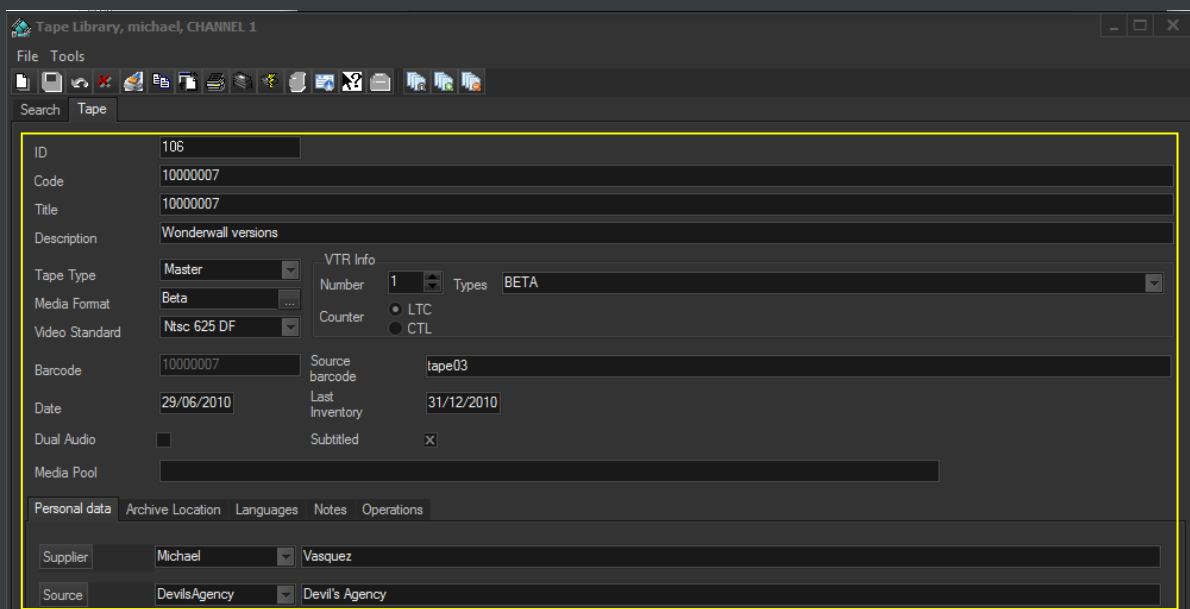 Tape Library, michael, CHANNEL 1
File Tools
Search Tape
ID 106
Code 10000007
Title 10000007
Description Wonderwall versions
Tape Type Master
VTR Info
Number 1 Types BETA
Media Format Beta ...
Counter LTC
CTL
Video Standard Ntsc 625 DF
Barcode 10000007
Source barcode tape03
Date 29/06/2010
Last Inventory 31/12/2010
Dual Audio Subtitled
Media Pool
Personal data Archive Location Languages Notes Operations
Supplier Michael Vasquez
Source DevilsAgency Devil's Agency